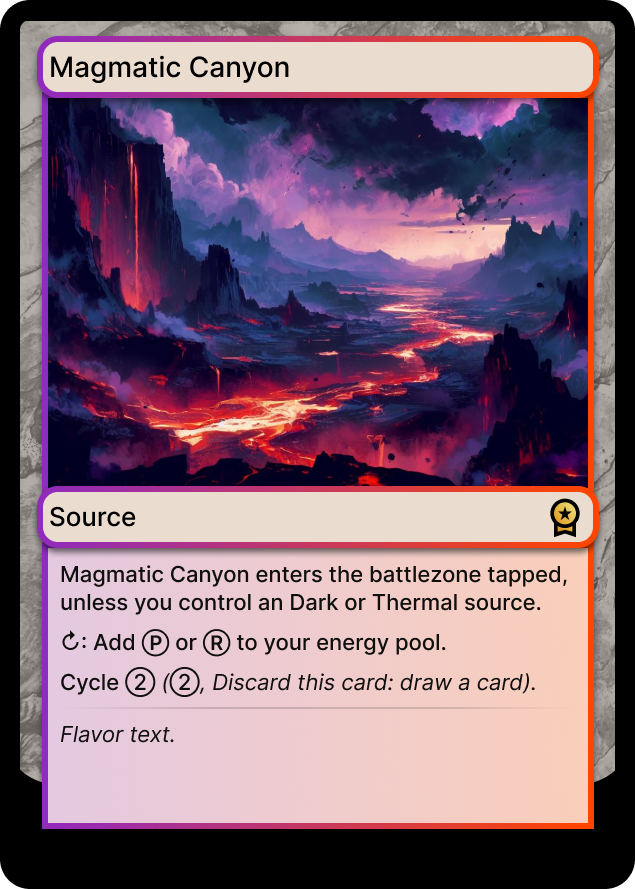 Magmatic Canyon
Source
Magmatic Canyon enters the battlezone tapped,
unless you control an Dark or Thermal source.
↻: Add Ⓟ or Ⓡ to your energy pool.
Cycle ② (②, Discard this card: draw a card).
Flavor text.